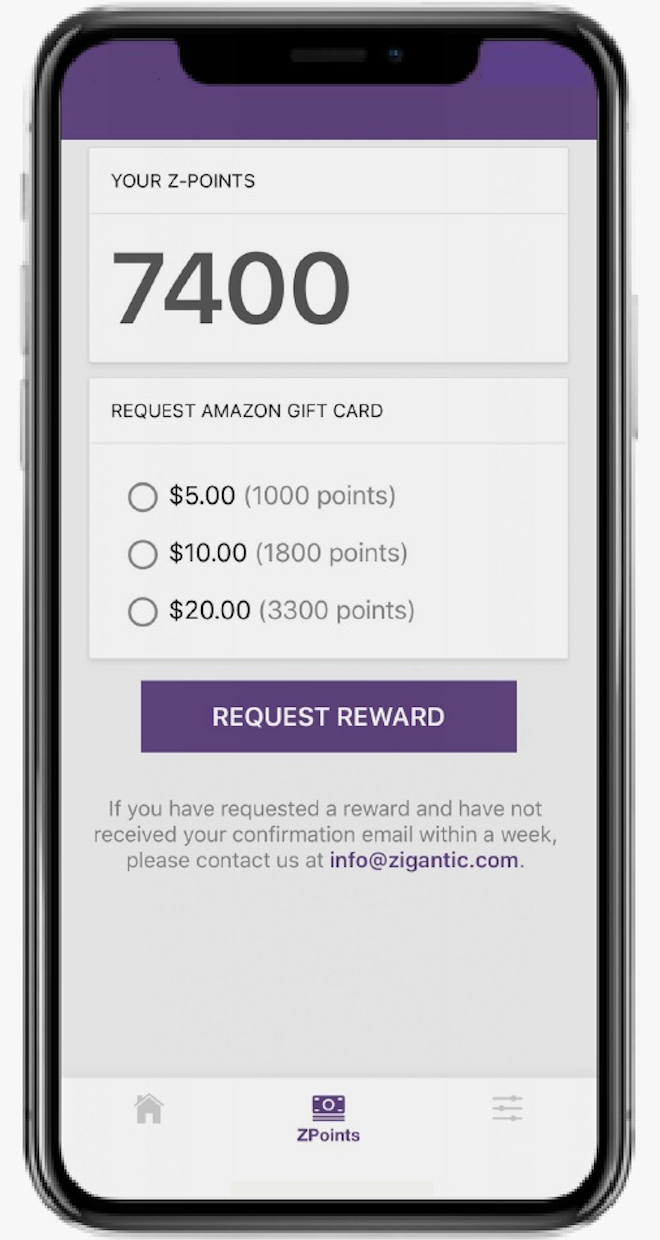 YOUR Z-POINTS
7400
REQUEST AMAZON GIFT CARD
$5.00 (1000 points)
$10.00 (1800 points)
$20.00 (3300 points)
REQUEST REWARD
If you have requested a reward and have not
received your confirmation email within a week,
please contact us at info@zigantic.com.
ZPoints